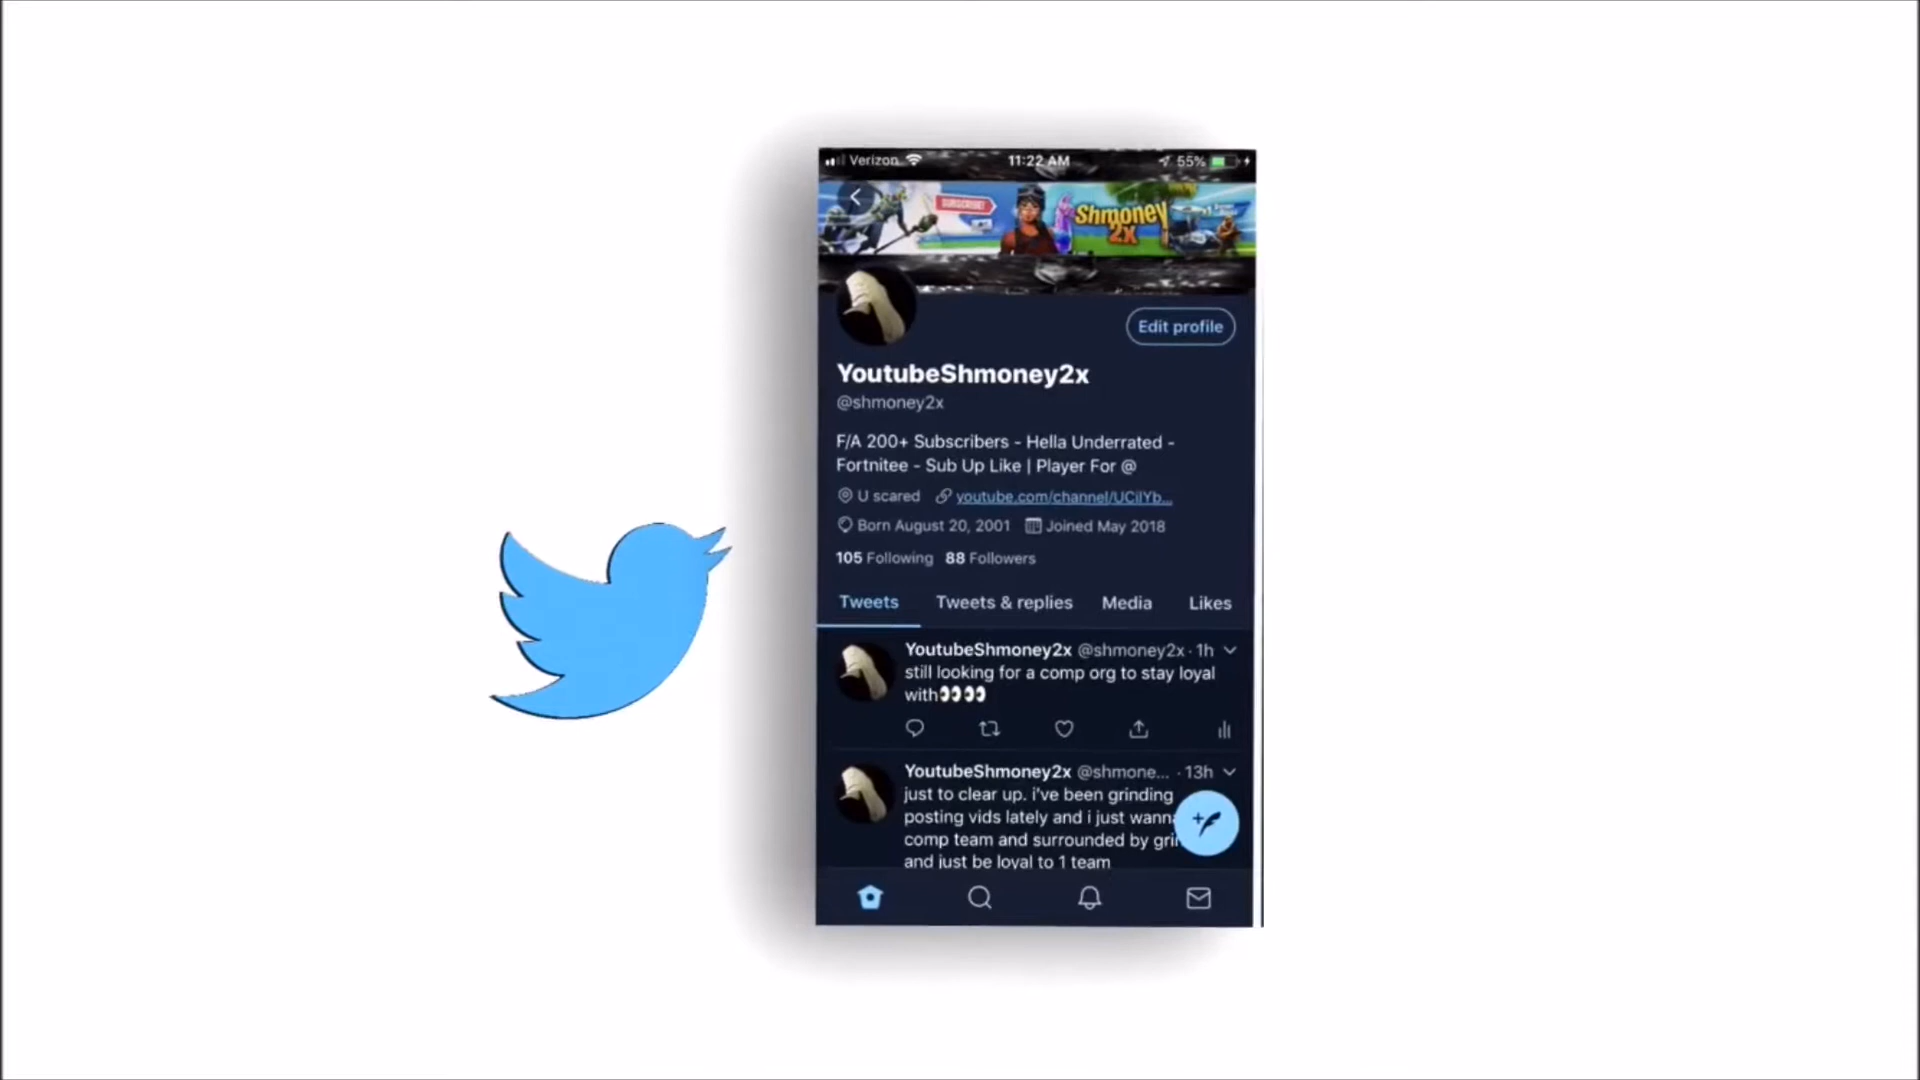 Verizon 11:22 AM 55%
SUBSCRIBE!
Shmoney
2x
Edit profile
YoutubeShmoney2x
@shmoney2x
F/A 200+ Subscribers - Hella Underrated -
Fortnitee - Sub Up Like | Player For @
U scared youtube.com/channel/UCilYb...
Born August 20, 2001 Joined May 2018
105 Following 88 Followers
Tweets Tweets & replies Media Likes
YoutubeShmoney2x @shmoney2x · 1h
still looking for a comp org to stay loyal
with👀👀
YoutubeShmoney2x @shmone... · 13h
just to clear up. i've been grinding
posting vids lately and i just wann
comp team and surrounded by gri
and just be loyal to 1 team